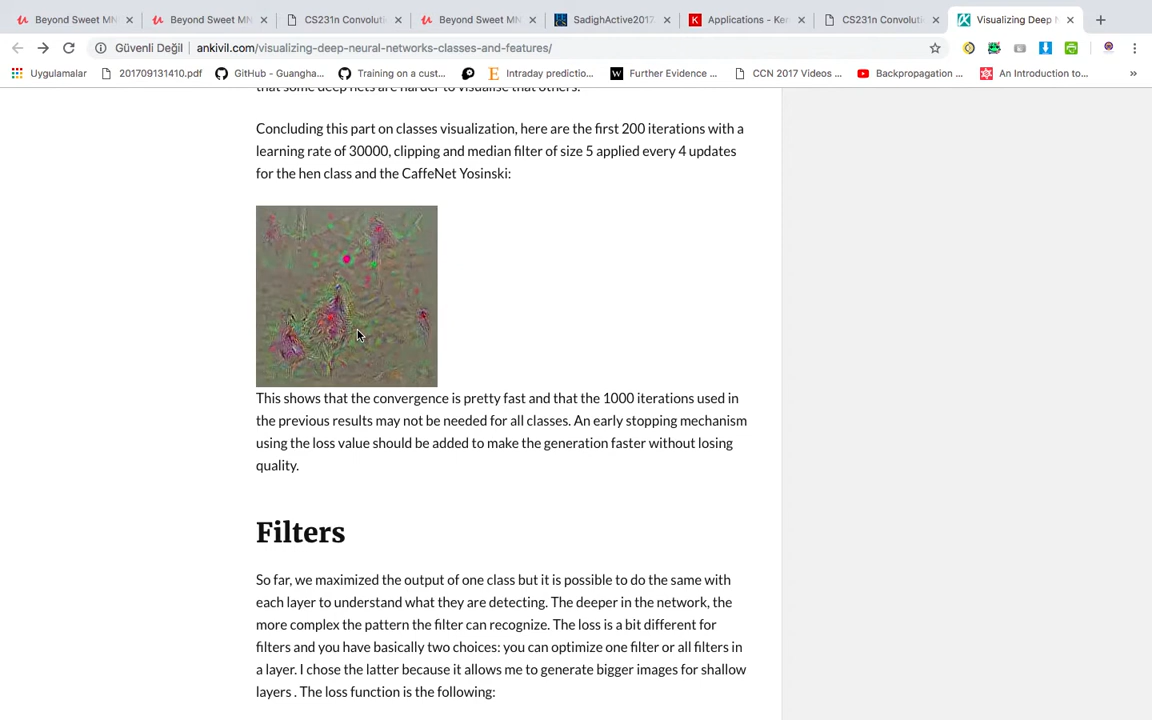 Beyond Sweet MN
Beyond Sweet MN
CS231n Convoluti
Beyond Sweet MN
SadighActive2017.
Applications - Ker
CS231n Convoluti
Visualizing Deep N
Güvenli Değil | ankivil.com/visualizing-deep-neural-networks-classes-and-features/
Uygulamalar
201709131410.pdf
GitHub - Guangha...
Training on a cust...
Intraday predictio...
Further Evidence ...
CCN 2017 Videos ...
Backpropagation ...
An Introduction to...
»
that some deep nets are harder to visualise that others.
Concluding this part on classes visualization, here are the first 200 iterations with a
learning rate of 30000, clipping and median filter of size 5 applied every 4 updates
for the hen class and the CaffeNet Yosinski:
This shows that the convergence is pretty fast and that the 1000 iterations used in
the previous results may not be needed for all classes. An early stopping mechanism
using the loss value should be added to make the generation faster without losing
quality.
Filters
So far, we maximized the output of one class but it is possible to do the same with
each layer to understand what they are detecting. The deeper in the network, the
more complex the pattern the filter can recognize. The loss is a bit different for
filters and you have basically two choices: you can optimize one filter or all filters in
a layer. I chose the latter because it allows me to generate bigger images for shallow
layers . The loss function is the following: